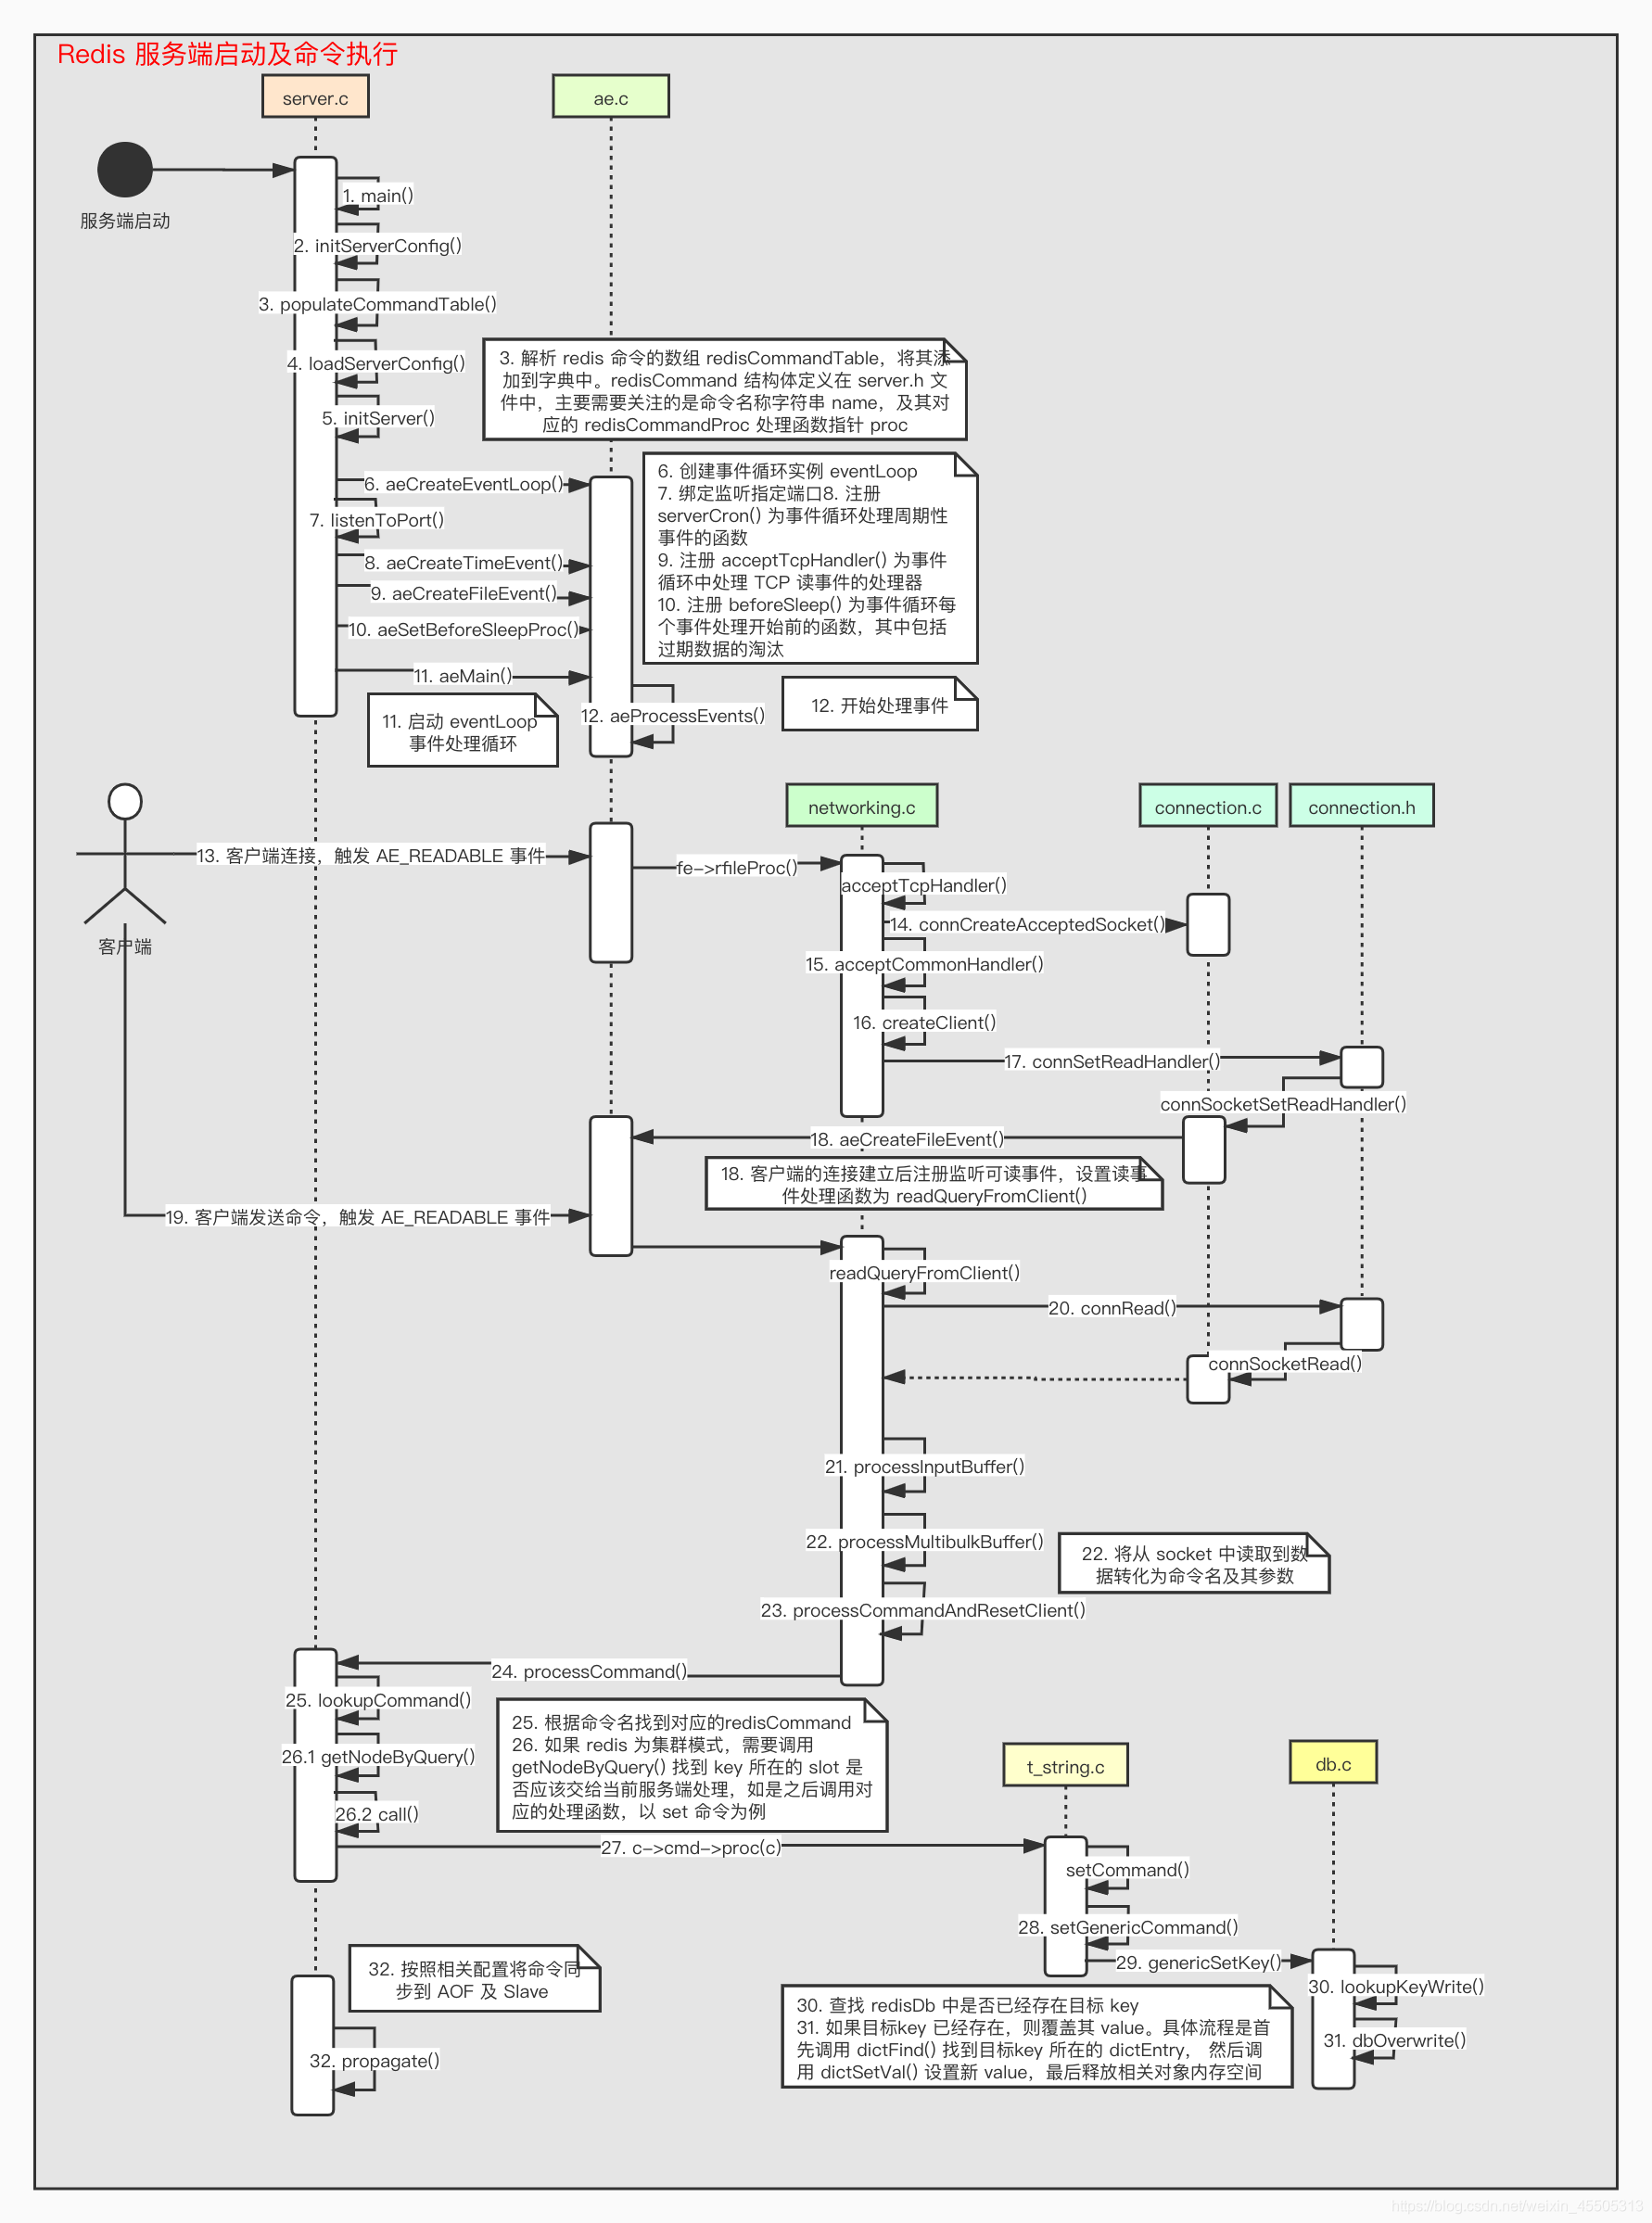 Redis 服务端启动及命令执行
server.c
ae.c
服务端启动
1. main()
2. initServerConfig()
3. populateCommandTable()
4. loadServerConfig()
5. initServer()
3. 解析 redis 命令的数组 redisCommandTable，将其添
加到字典中。redisCommand 结构体定义在 server.h 文
件中，主要需要关注的是命令名称字符串 name，及其对
应的 redisCommandProc 处理函数指针 proc
6. aeCreateEventLoop()
7. listenToPort()
8. aeCreateTimeEvent()
9. aeCreateFileEvent()
10. aeSetBeforeSleepProc()
11. aeMain()
6. 创建事件循环实例 eventLoop
7. 绑定监听指定端口8. 注册
serverCron() 为事件循环处理周期性
事件的函数
9. 注册 acceptTcpHandler() 为事件
循环中处理 TCP 读事件的处理器
10. 注册 beforeSleep() 为事件循环每
个事件处理开始前的函数，其中包括
过期数据的淘汰
11. 启动 eventLoop
事件处理循环
12. aeProcessEvents()
12. 开始处理事件
networking.c
connection.c
connection.h
13. 客户端连接，触发 AE_READABLE 事件
fe->rfileProc()
acceptTcpHandler()
客户端
14. connCreateAcceptedSocket()
15. acceptCommonHandler()
16. createClient()
17. connSetReadHandler()
connSocketSetReadHandler()
18. aeCreateFileEvent()
18. 客户端的连接建立后注册监听可读事件，设置读事
件处理函数为 readQueryFromClient()
19. 客户端发送命令，触发 AE_READABLE 事件
readQueryFromClient()
20. connRead()
connSocketRead()
21. processInputBuffer()
22. processMultibulkBuffer()
22. 将从 socket 中读取到数
据转化为命令名及其参数
23. processCommandAndResetClient()
24. processCommand()
25. lookupCommand()
26.1 getNodeByQuery()
26.2 call()
25. 根据命令名找到对应的redisCommand
26. 如果 redis 为集群模式，需要调用
getNodeByQuery() 找到 key 所在的 slot 是
否应该交给当前服务端处理，如是之后调用对
应的处理函数，以 set 命令为例
t_string.c
db.c
27. c->cmd->proc(c)
setCommand()
28. setGenericCommand()
29. genericSetKey()
30. lookupKeyWrite()
31. dbOverwrite()
32. 按照相关配置将命令同
步到 AOF 及 Slave
32. propagate()
30. 查找 redisDb 中是否已经存在目标 key
31. 如果目标key 已经存在，则覆盖其 value。具体流程是首
先调用 dictFind() 找到目标key 所在的 dictEntry， 然后调
用 dictSetVal() 设置新 value，最后释放相关对象内存空间
https://blog.csdn.net/weixin_45505313